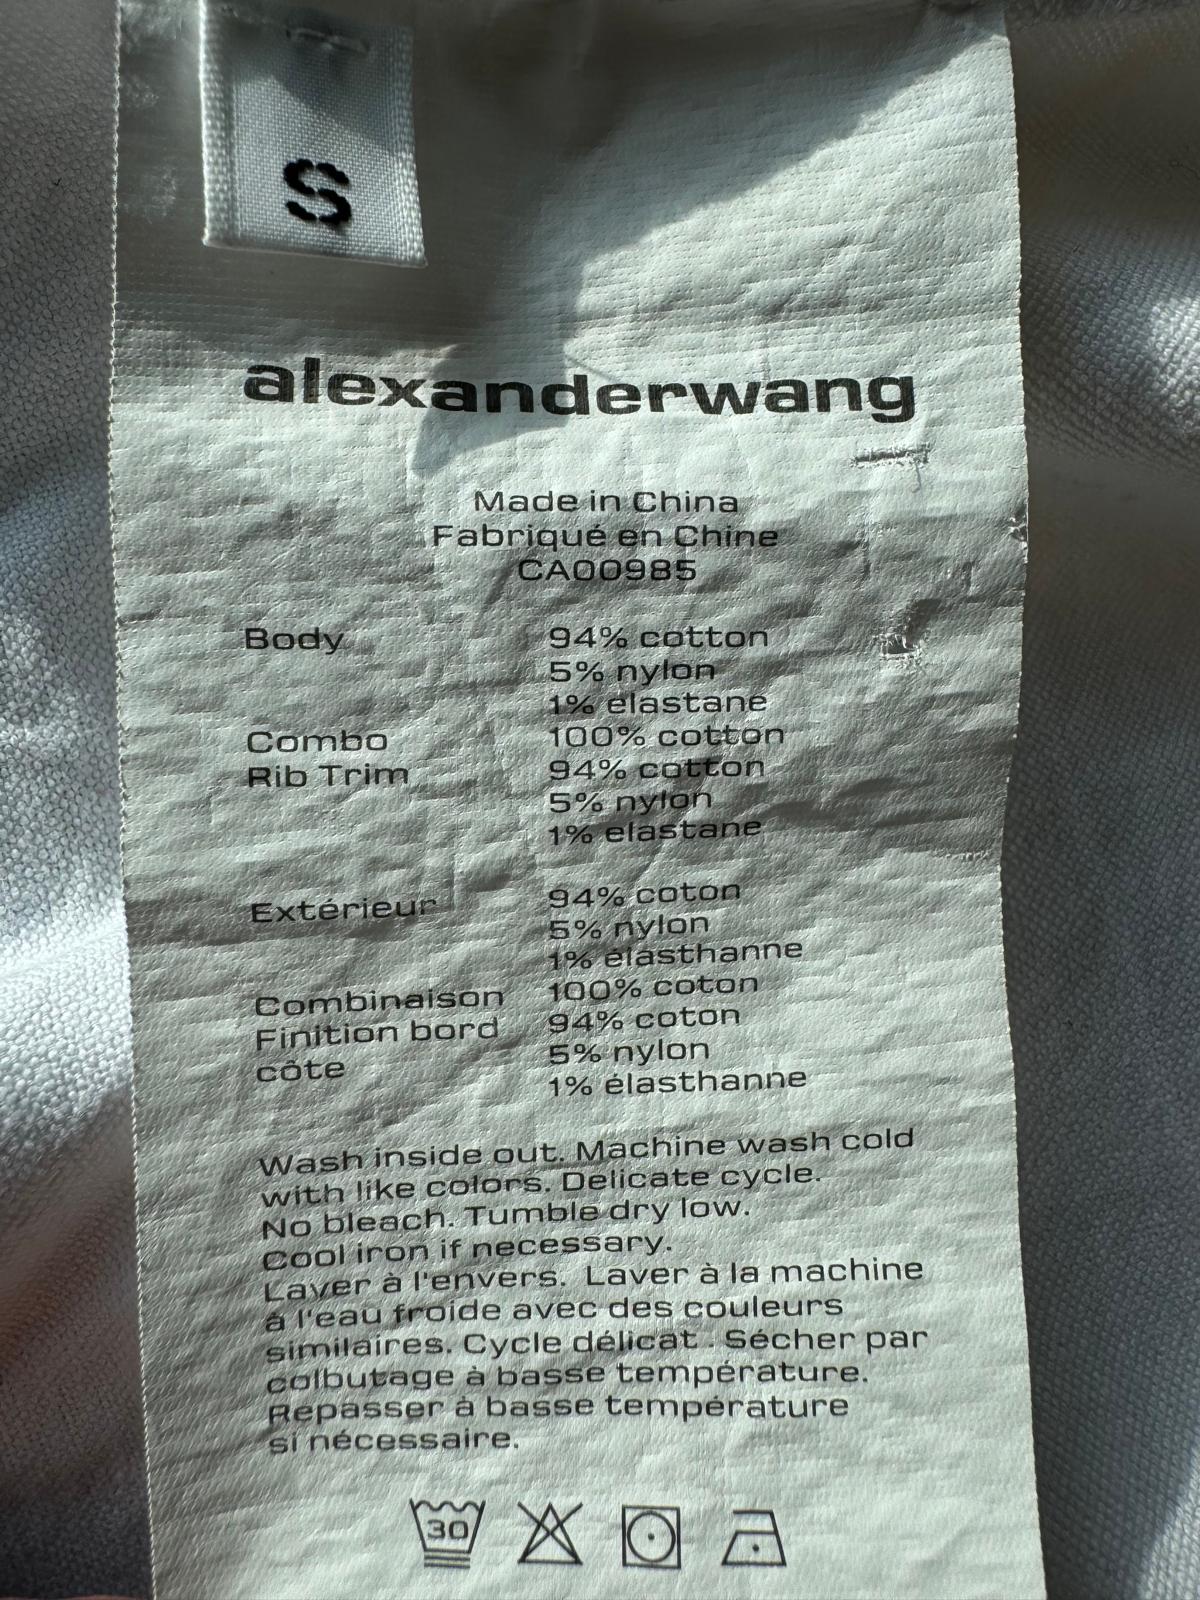 S
alexanderwang
Made in China
Fabriqué en Chine
CA00985
Body 94% cotton
5% nylon
1% elastane
Combo 100% cotton
Rib Trim 94% cotton
5% nylon
1% elastane
Extérieur 94% coton
5% nylon
1% élasthanne
Combinaison 100% coton
Finition bord 94% coton
côte 5% nylon
1% élasthanne
Wash inside out. Machine wash cold
with like colors. Delicate cycle.
No bleach. Tumble dry low.
Cool iron if necessary.
Laver à l'envers. Laver à la machine
à l'eau froide avec des couleurs
similaires. Cycle délicat . Sécher par
colbutage à basse température.
Repasser à basse température
si nécessaire.
30